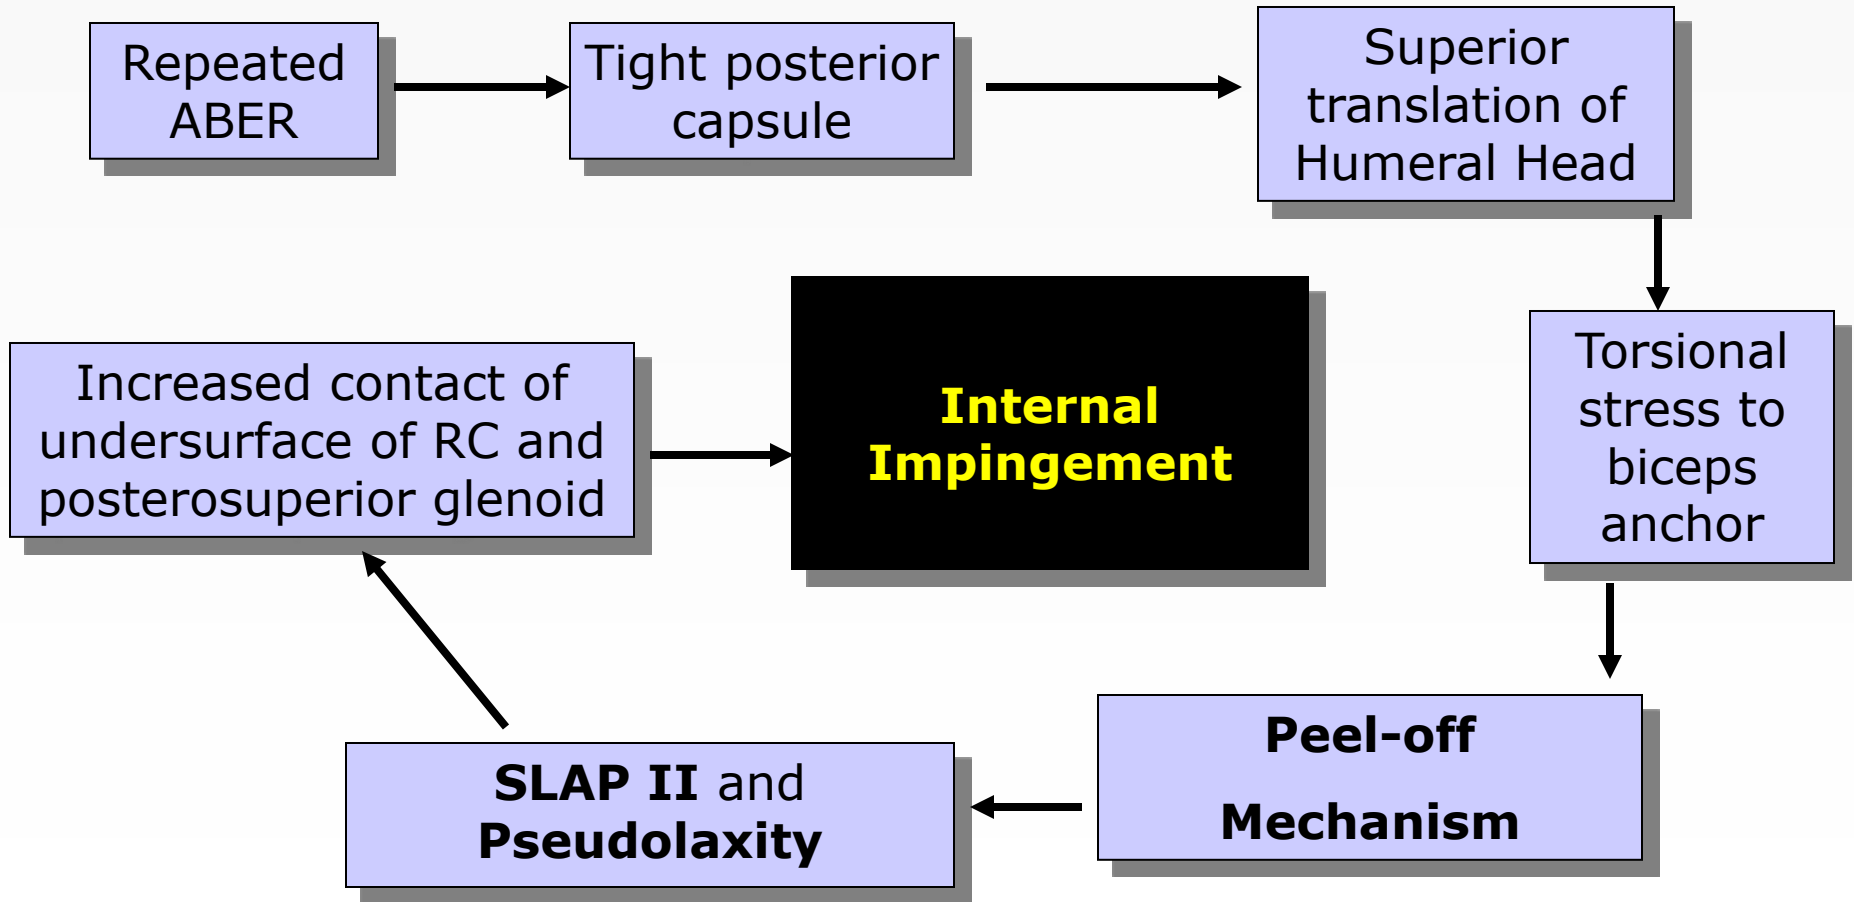 Repeated
ABER
Tight posterior
capsule
Superior
translation of
Humeral Head
Torsional
stress to
biceps
anchor
Peel-off
Mechanism
SLAP II and
Pseudolaxity
Increased contact of
undersurface of RC and
posterosuperior glenoid
Internal
Impingement